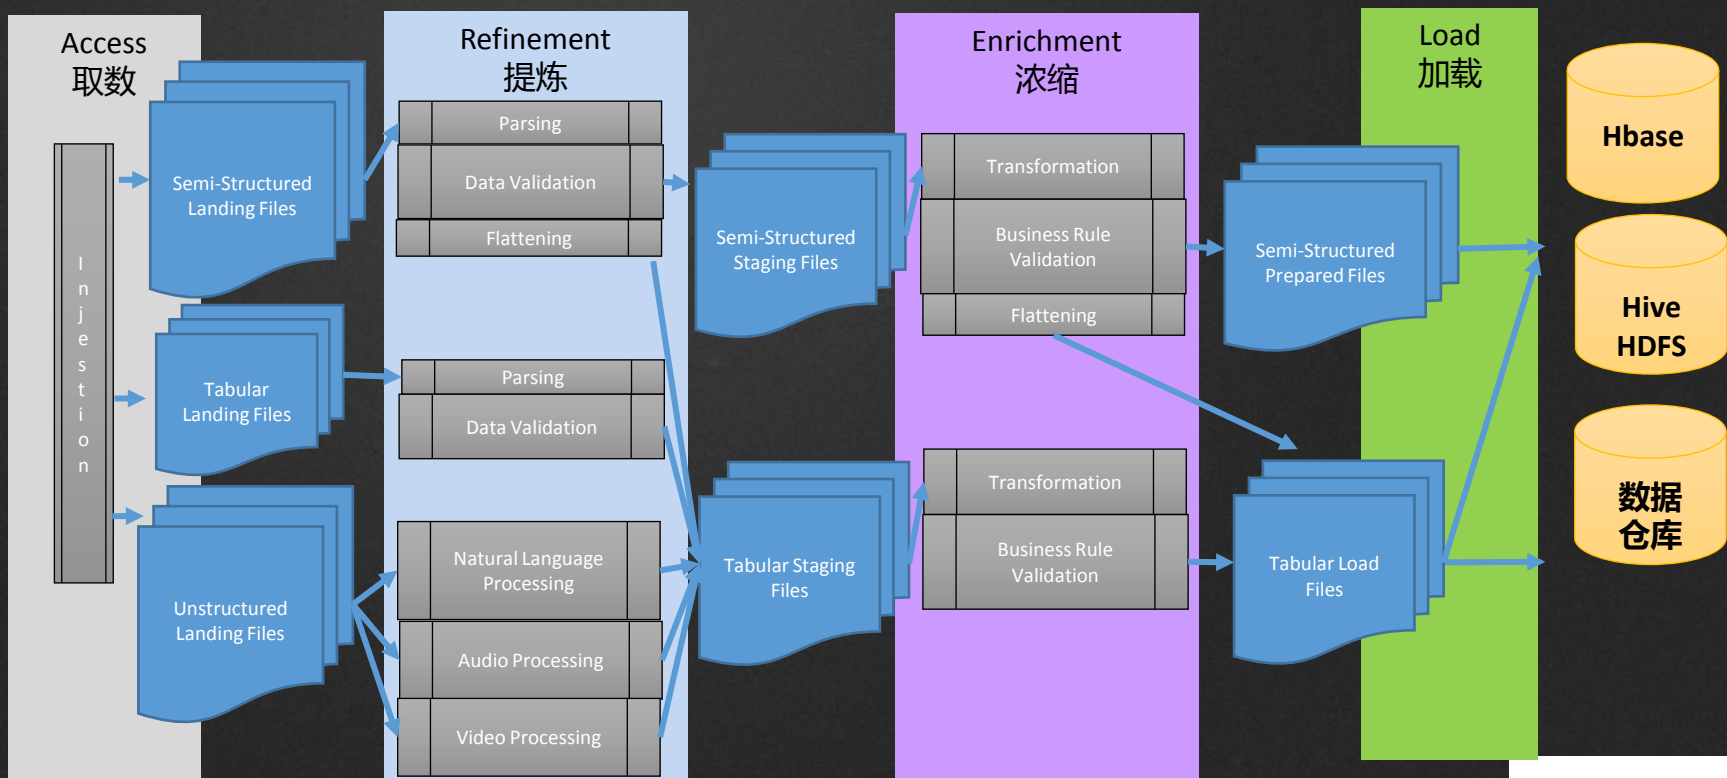 Access
取数
Injestion
Semi-Structured
Landing Files
Tabular
Landing Files
Unstructured
Landing Files
Refinement
提炼
Parsing
Data Validation
Flattening
Parsing
Data Validation
Natural Language
Processing
Audio Processing
Video Processing
Semi-Structured
Staging Files
Tabular Staging
Files
Enrichment
浓缩
Transformation
Business Rule
Validation
Flattening
Transformation
Business Rule
Validation
Semi-Structured
Prepared Files
Tabular Load
Files
Load
加载
Hbase
Hive
HDFS
数据
仓库